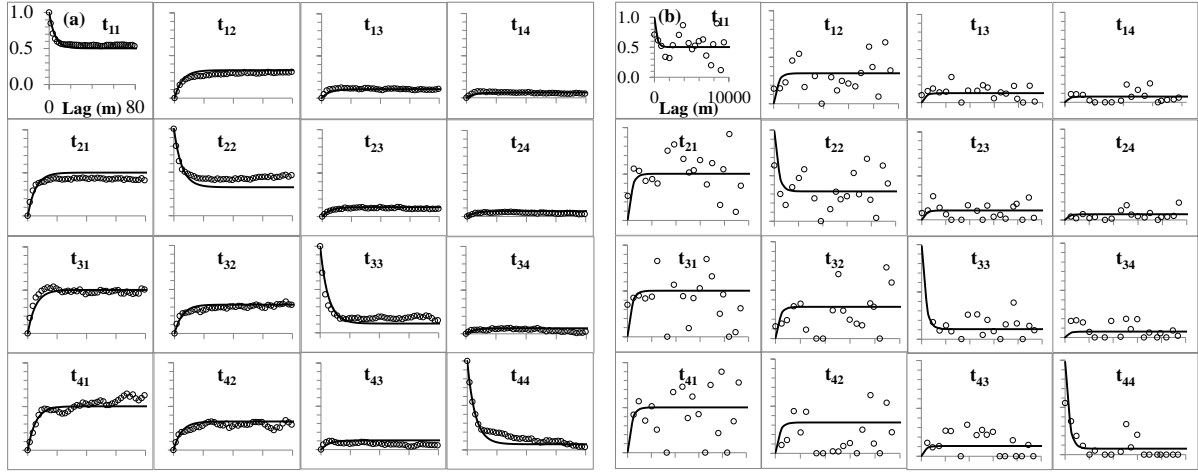 (a) t11 t12 t13 t14
1.0
0.5
0.0
0 Lag (m) 80
t21 t22 t23 t24
t31 t32 t33 t34
t41 t42 t43 t44
(b) t11 t12 t13 t14
1.0
0.5
0.0
0 10000
Lag (m)
t21 t22 t23 t24
t31 t32 t33 t34
t41 t42 t43 t44